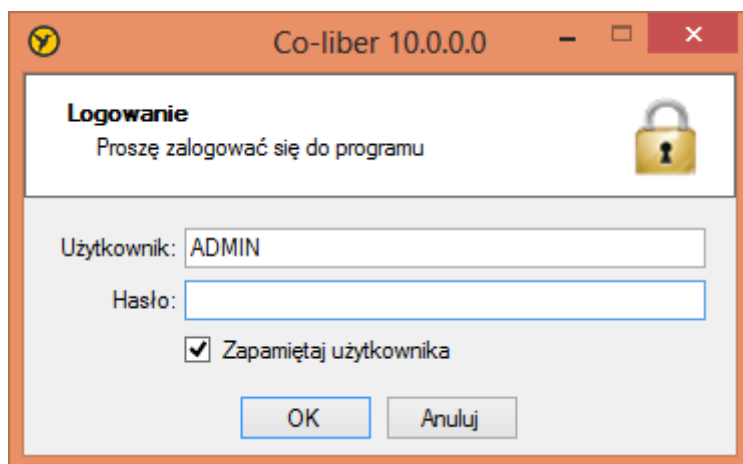 Co-liber 10.0.0.0
Logowanie
Proszę zalogować się do programu
Użytkownik: ADMIN
Hasło:
Zapamiętaj użytkownika
OK Anuluj